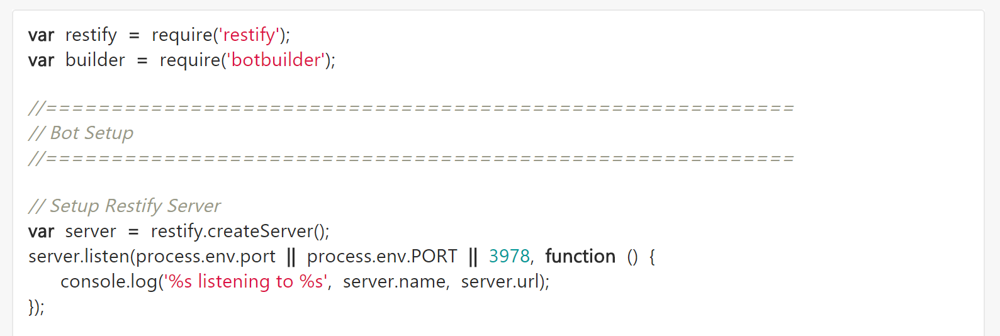 var restify = require('restify');
var builder = require('botbuilder');
//=========================================================
// Bot Setup
//=========================================================
// Setup Restify Server
var server = restify.createServer();
server.listen(process.env.port || process.env.PORT || 3978, function () {
console.log('%s listening to %s', server.name, server.url);
});